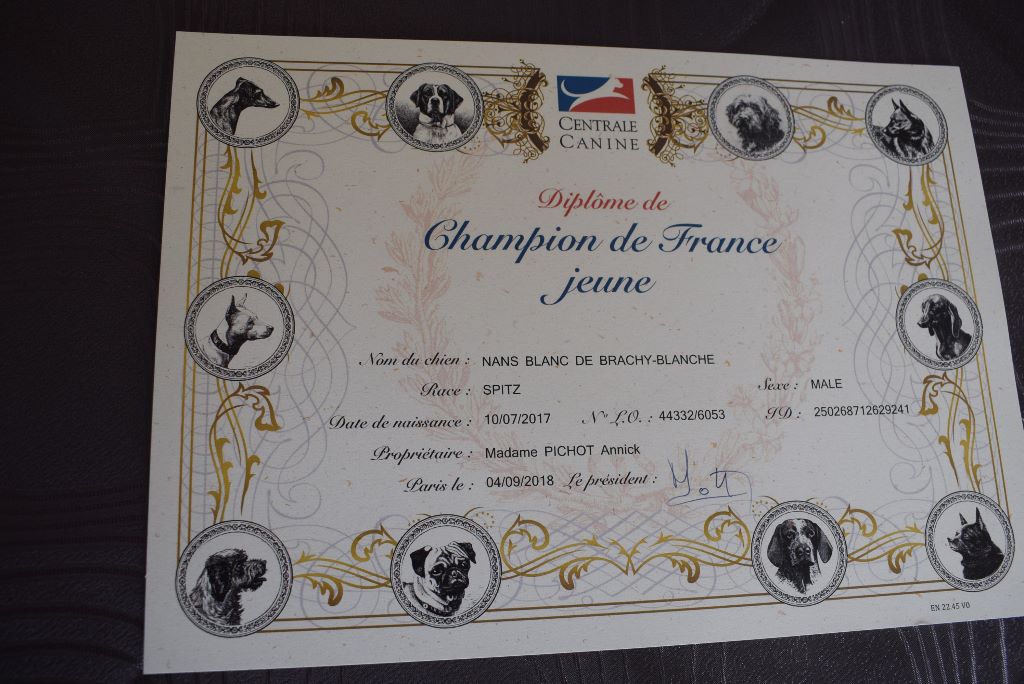 CENTRALE
CANINE
Diplôme de
Champion de France
jeune
Nom du chien : NANS BLANC DE BRACHY-BLANCHE
Race : SPITZ Sexe : MALE
Date de naissance : 10/07/2017 N° L.O. : 44332/6053 ID : 250268712629241
Propriétaire : Madame PICHOT Annick
Paris le : 04/09/2018 Le président :
EN 22 45 V0